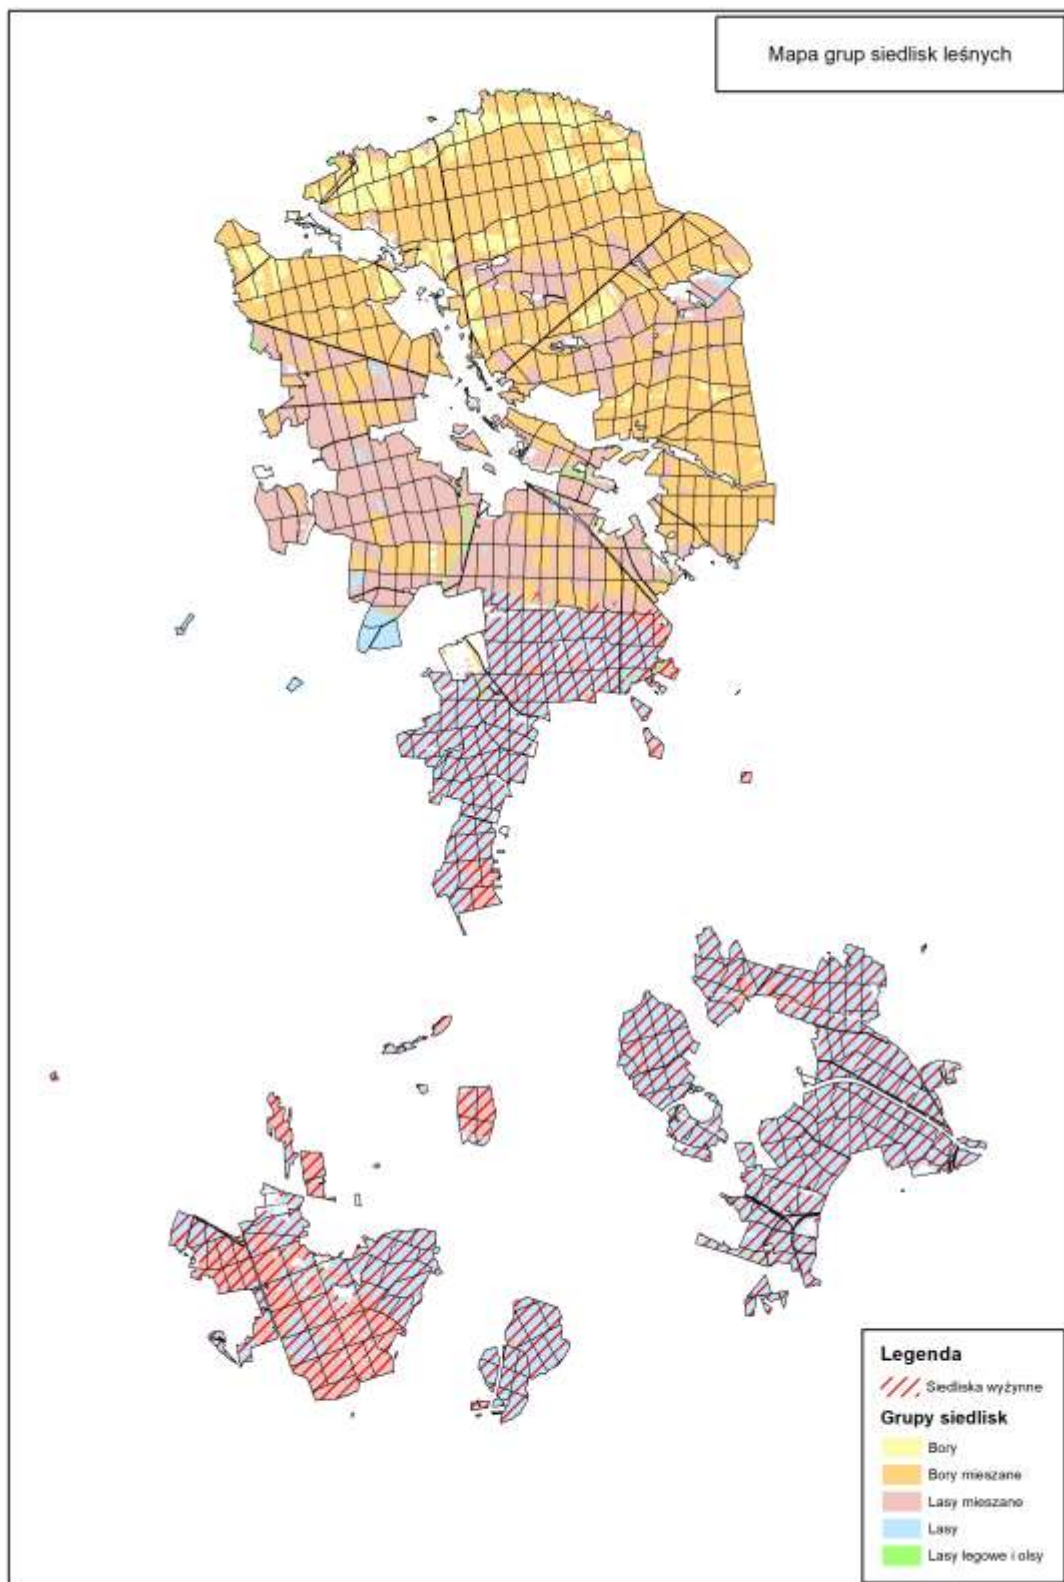 Mapa grup siedlisk leśnych
Legenda
Siedliska wyżynne
Grupy siedlisk
Bory
Bory mieszane
Lasy mieszane
Lasy
Lasy łęgowe i olsy